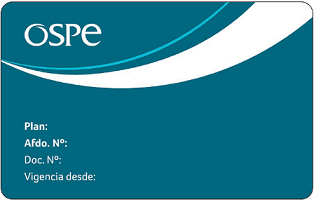 OSPe
Plan:
Afdo. Nº:
Doc. Nº:
Vigencia desde: